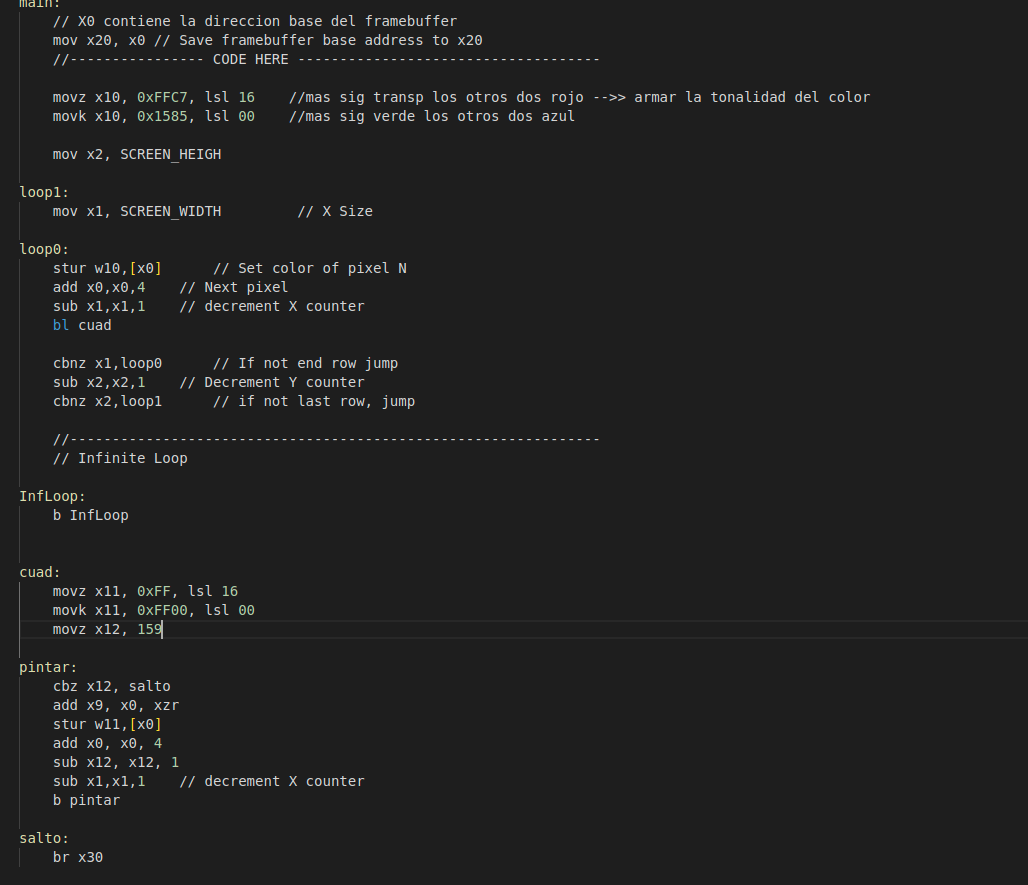 main:
// X0 contiene la direccion base del framebuffer
mov x20, x0 // Save framebuffer base address to x20
//---------------- CODE HERE ------------------------------------
movz x10, 0xFFC7, lsl 16    //mas sig transp los otros dos rojo -->> armar la tonalidad del color
movk x10, 0x1585, lsl 00    //mas sig verde los otros dos azul
mov x2, SCREEN_HEIGH
loop1:
mov x1, SCREEN_WIDTH         // X Size
loop0:
stur w10,[x0]      // Set color of pixel N
add x0,x0,4    // Next pixel
sub x1,x1,1    // decrement X counter
bl cuad
cbnz x1,loop0      // If not end row jump
sub x2,x2,1    // Decrement Y counter
cbnz x2,loop1      // if not last row, jump
//---------------------------------------------------------------
// Infinite Loop
InfLoop:
b InfLoop
cuad:
movz x11, 0xFF, lsl 16
movk x11, 0xFF00, lsl 00
movz x12, 159
pintar:
cbz x12, salto
add x9, x0, xzr
stur w11,[x0]
add x0, x0, 4
sub x12, x12, 1
sub x1,x1,1    // decrement X counter
b pintar
salto:
br x30